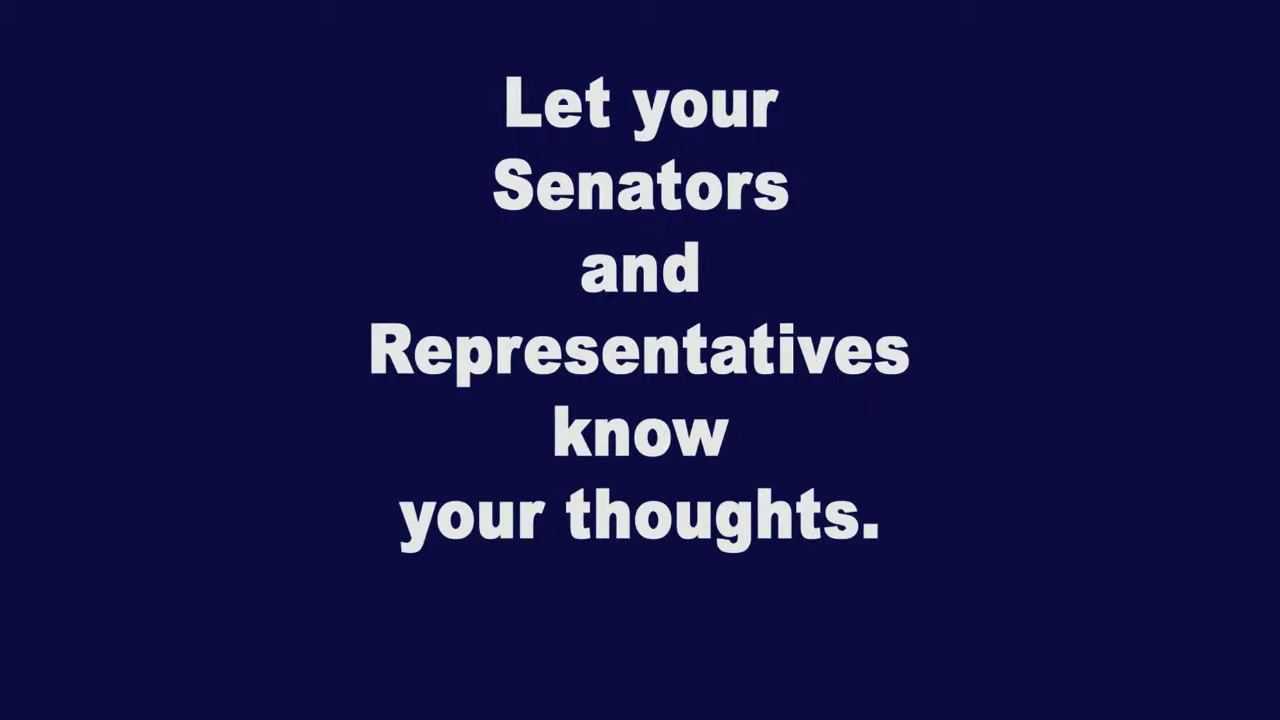 Let your
Senators
and
Representatives
know
your thoughts.